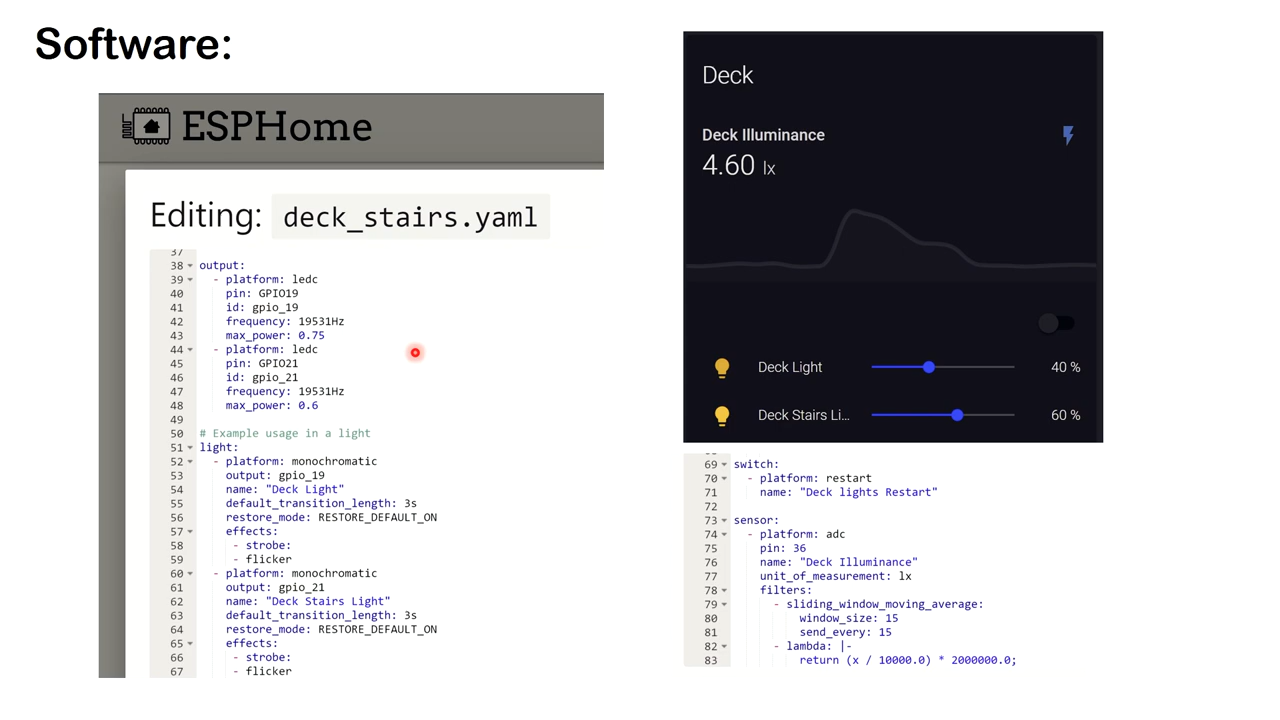 Software:
ESPHome
Editing: deck_stairs.yaml
37
38 output:
39 - platform: ledc
40 pin: GPIO19
41 id: gpio_19
42 frequency: 19531Hz
43 max_power: 0.75
44 - platform: ledc
45 pin: GPIO21
46 id: gpio_21
47 frequency: 19531Hz
48 max_power: 0.6
49
50 # Example usage in a light
51 light:
52 - platform: monochromatic
53 output: gpio_19
54 name: "Deck Light"
55 default_transition_length: 3s
56 restore_mode: RESTORE_DEFAULT_ON
57 effects:
58 - strobe:
59 - flicker
60 - platform: monochromatic
61 output: gpio_21
62 name: "Deck Stairs Light"
63 default_transition_length: 3s
64 restore_mode: RESTORE_DEFAULT_ON
65 effects:
66 - strobe:
67 - flicker
Deck
Deck Illuminance
4.60 lx
Deck Light 40 %
Deck Stairs Li... 60 %
69 switch:
70 - platform: restart
71 name: "Deck lights Restart"
72
73 sensor:
74 - platform: adc
75 pin: 36
76 name: "Deck Illuminance"
77 unit_of_measurement: lx
78 filters:
79 - sliding_window_moving_average:
80 window_size: 15
81 send_every: 15
82 - lambda: |-
83 return (x / 10000.0) * 2000000.0;